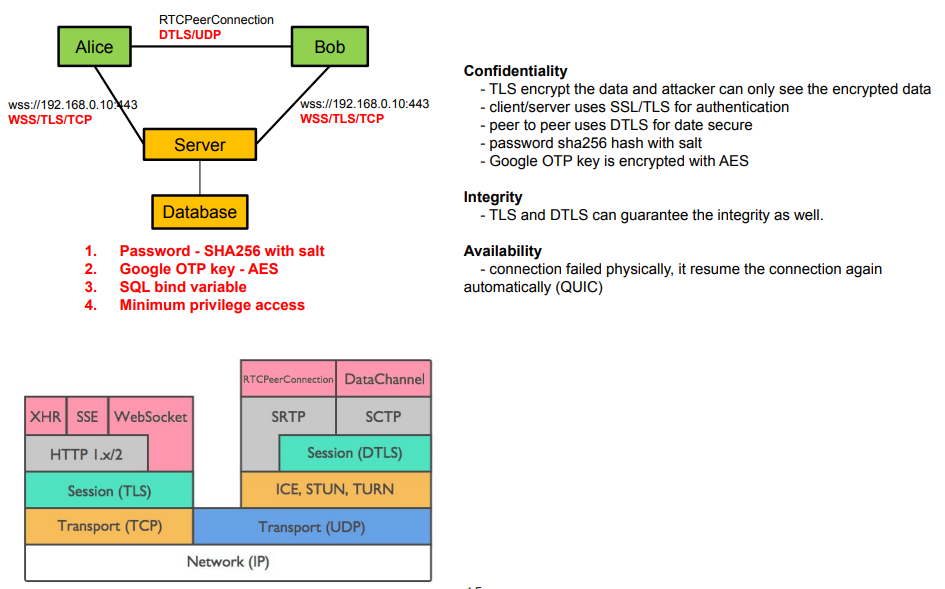 RTCPeerConnection
DTLS/UDP
Alice
Bob
wss://192.168.0.10:443
WSS/TLS/TCP
wss://192.168.0.10:443
WSS/TLS/TCP
Server
Database
1. Password - SHA256 with salt
2. Google OTP key - AES
3. SQL bind variable
4. Minimum privilege access
Confidentiality
- TLS encrypt the data and attacker can only see the encrypted data
- client/server uses SSL/TLS for authentication
- peer to peer uses DTLS for date secure
- password sha256 hash with salt
- Google OTP key is encrypted with AES
Integrity
- TLS and DTLS can guarantee the integrity as well.
Availability
- connection failed physically, it resume the connection again
automatically (QUIC)
RTCPeerConnection
DataChannel
XHR
SSE
WebSocket
SRTP
SCTP
HTTP 1.x/2
Session (DTLS)
Session (TLS)
ICE, STUN, TURN
Transport (TCP)
Transport (UDP)
Network (IP)